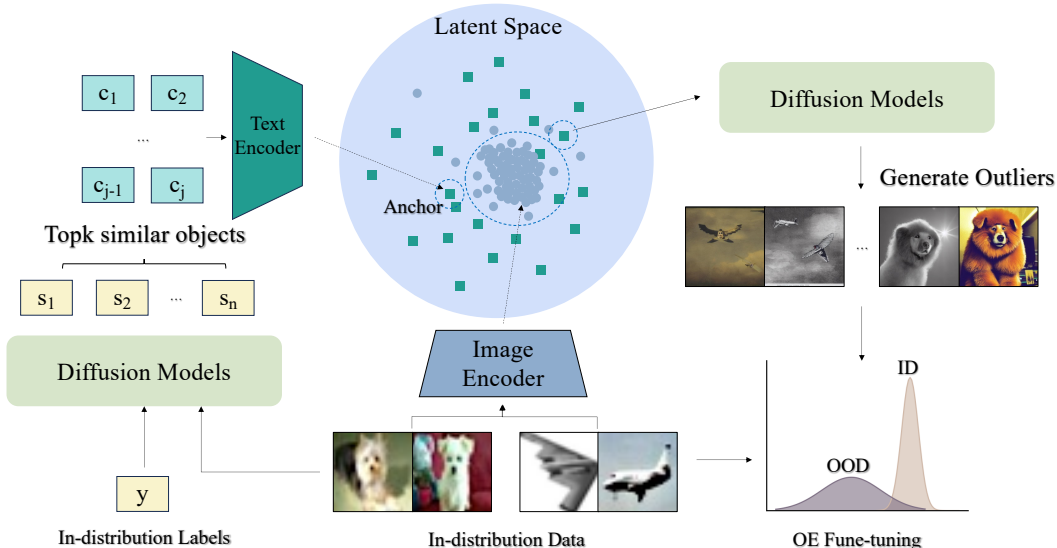 Latent Space
c1 c2
...
cj-1 cj
Text
Encoder
Anchor
Topk similar objects
s1 s2 ... sn
Diffusion Models
y
In-distribution Labels
Image
Encoder
In-distribution Data
Diffusion Models
Generate Outliers
...
ID
OOD
OE Fune-tuning